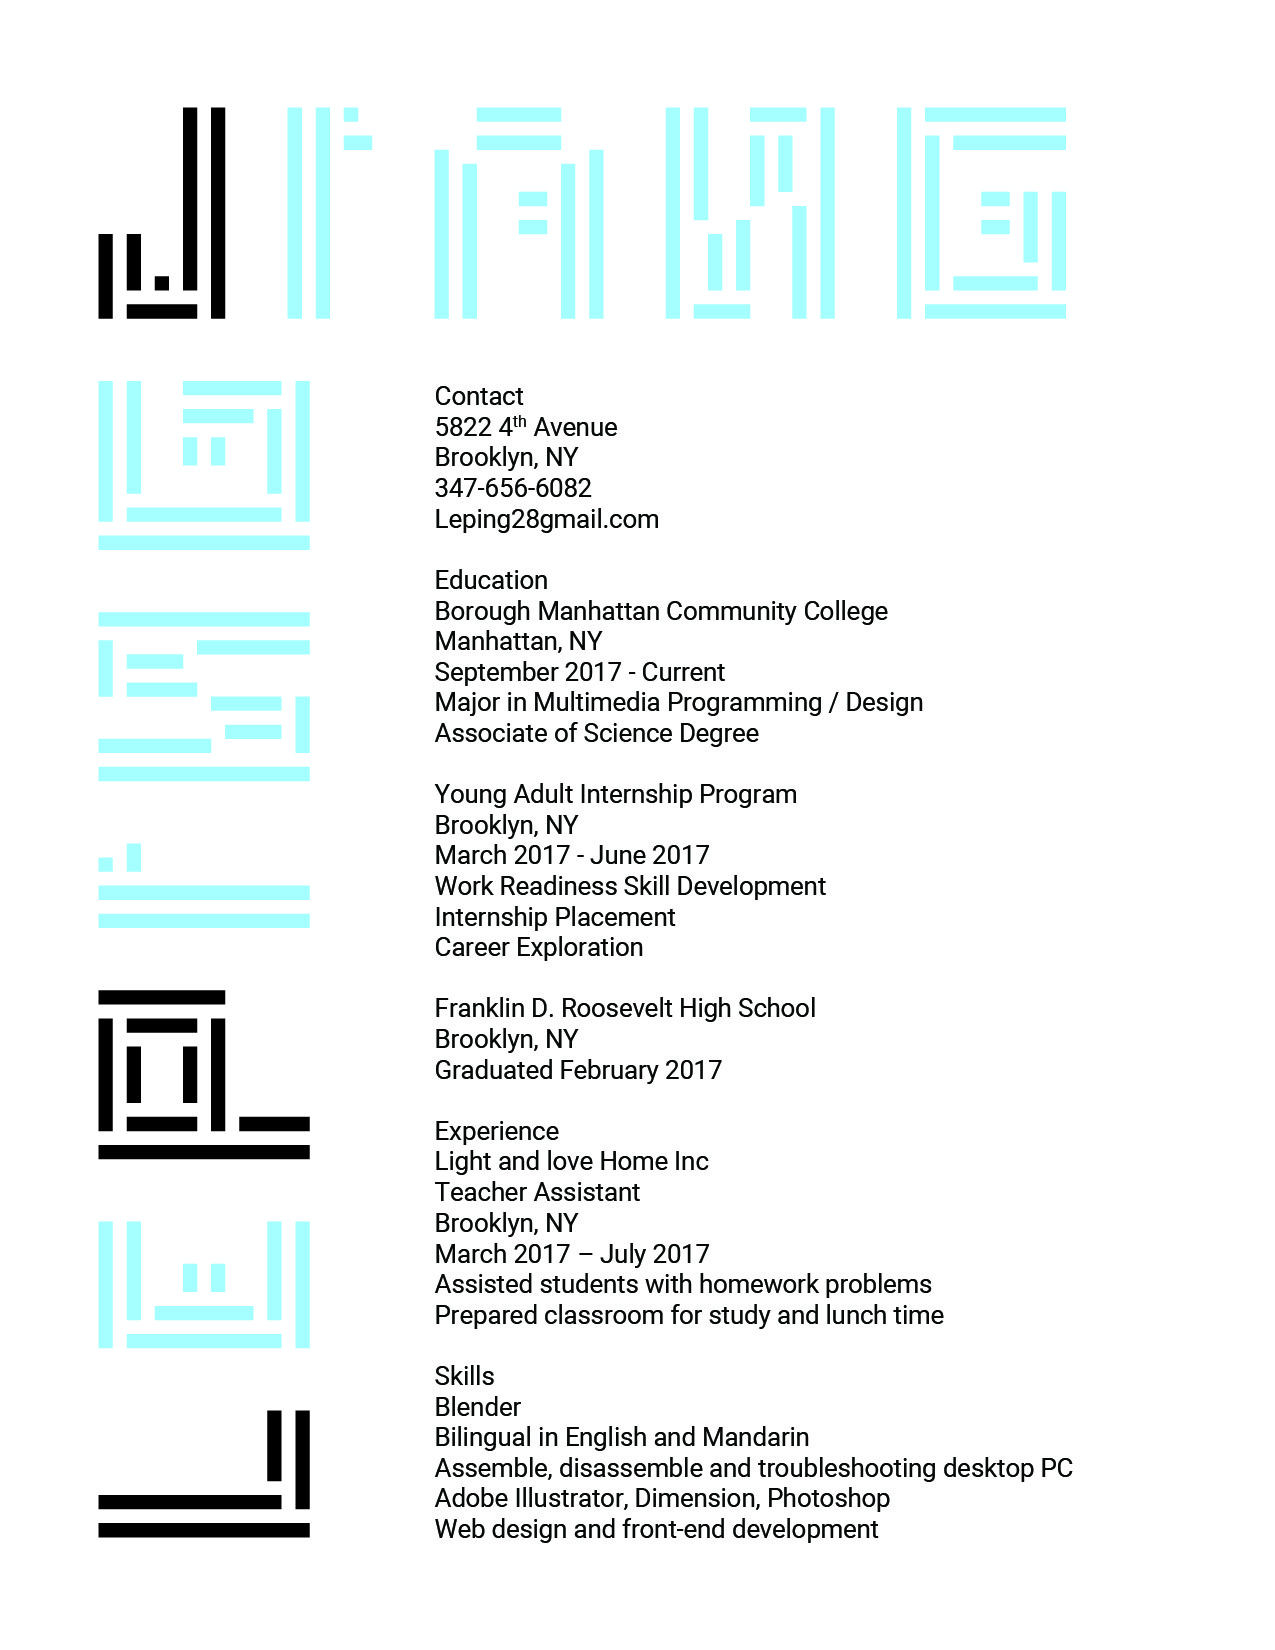 JIANG
LEPING
Contact
5822 4th Avenue
Brooklyn, NY
347-656-6082
Leping28gmail.com
Education
Borough Manhattan Community College
Manhattan, NY
September 2017 - Current
Major in Multimedia Programming / Design
Associate of Science Degree
Young Adult Internship Program
Brooklyn, NY
March 2017 - June 2017
Work Readiness Skill Development
Internship Placement
Career Exploration
Franklin D. Roosevelt High School
Brooklyn, NY
Graduated February 2017
Experience
Light and love Home Inc
Teacher Assistant
Brooklyn, NY
March 2017 – July 2017
Assisted students with homework problems
Prepared classroom for study and lunch time
Skills
Blender
Bilingual in English and Mandarin
Assemble, disassemble and troubleshooting desktop PC
Adobe Illustrator, Dimension, Photoshop
Web design and front-end development